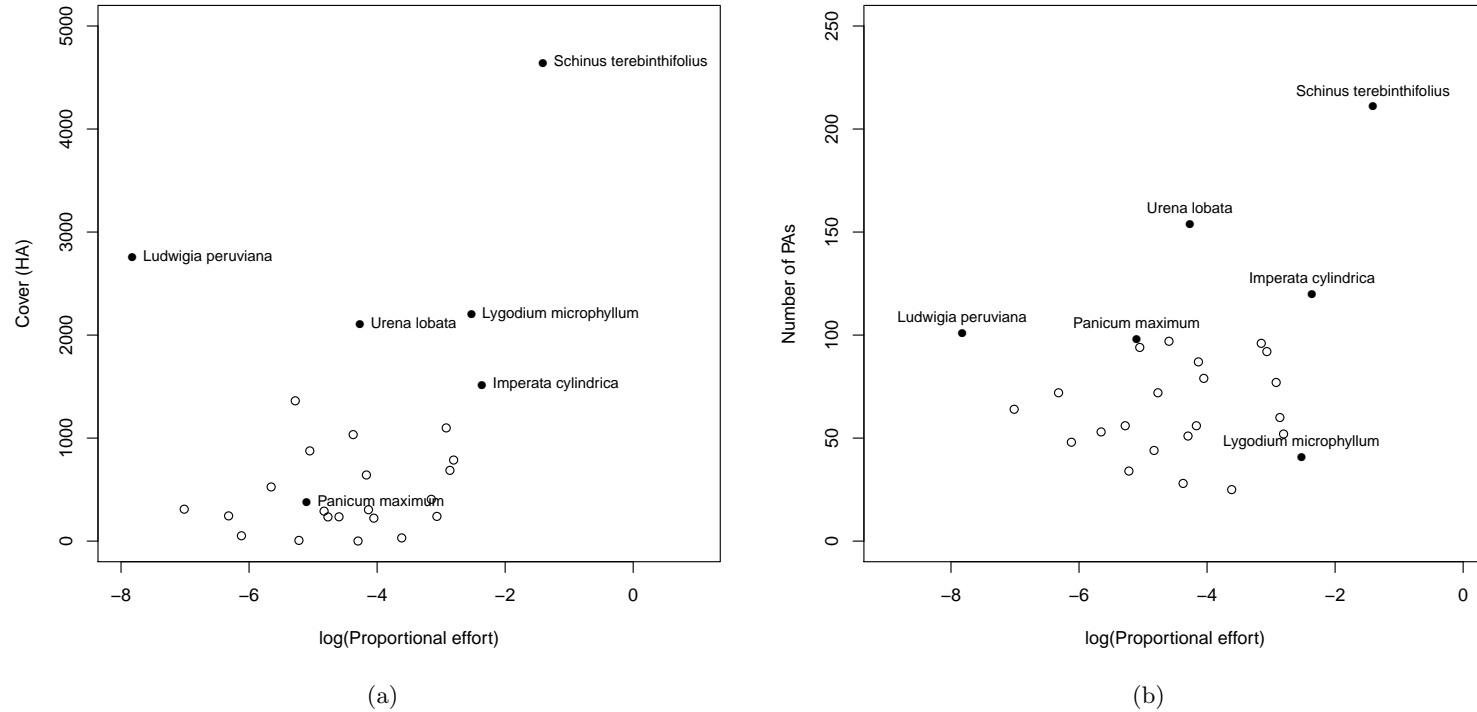 5000
4000
3000
2000
1000
0
Cover (HA)
Schinus terebinthifolius
Ludwigia peruviana
Lygodium microphyllum
Urena lobata
Imperata cylindrica
Panicum maximum
−8 −6 −4 −2 0
log(Proportional effort)
(a)
250
200
150
100
50
0
Number of PAs
Schinus terebinthifolius
Urena lobata
Imperata cylindrica
Ludwigia peruviana
Panicum maximum
Lygodium microphyllum
−8 −6 −4 −2 0
log(Proportional effort)
(b)